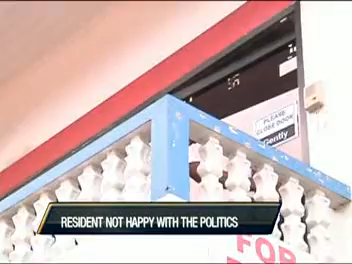 PLEASE
CLOSE DOOR
Gently
RESIDENT NOT HAPPY WITH THE POLITICS
FOR